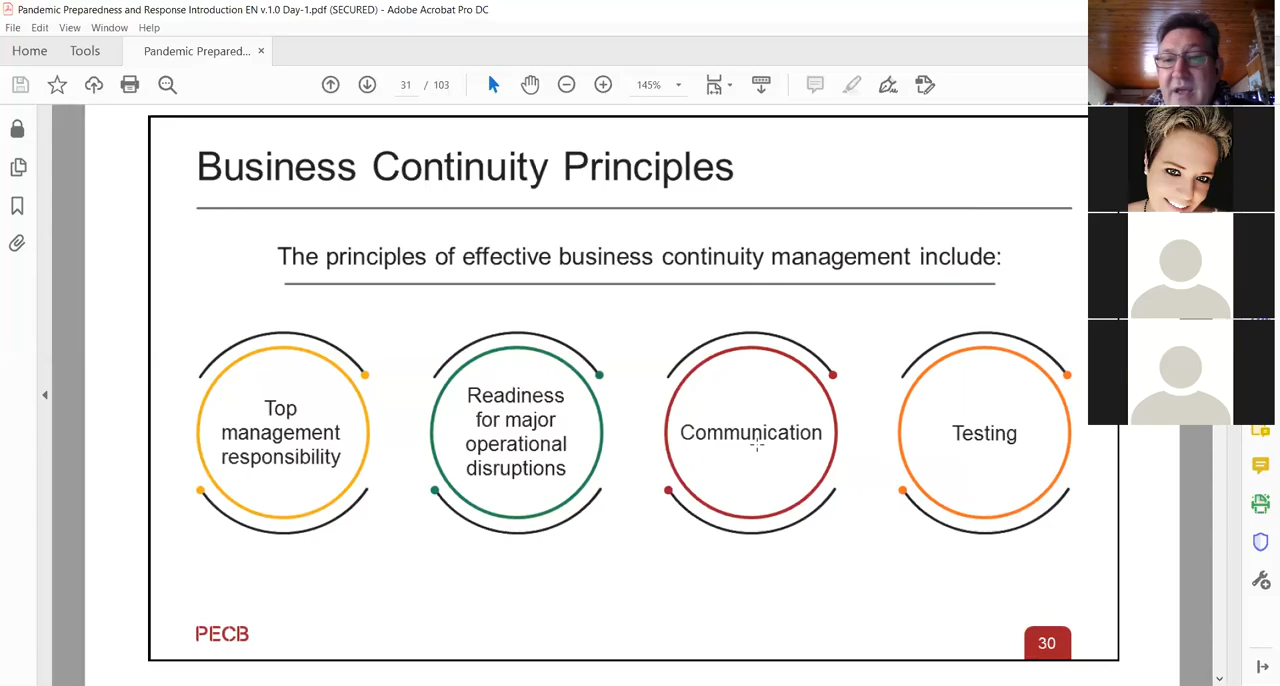 Pandemic Preparedness and Response Introduction EN v.1.0 Day-1.pdf (SECURED) - Adobe Acrobat Pro DC
File Edit View Window Help
Home Tools Pandemic Prepared... ×
31 / 103 145%
Business Continuity Principles
The principles of effective business continuity management include:
Top
management
responsibility
Readiness
for major
operational
disruptions
Communication
Testing
PECB
30